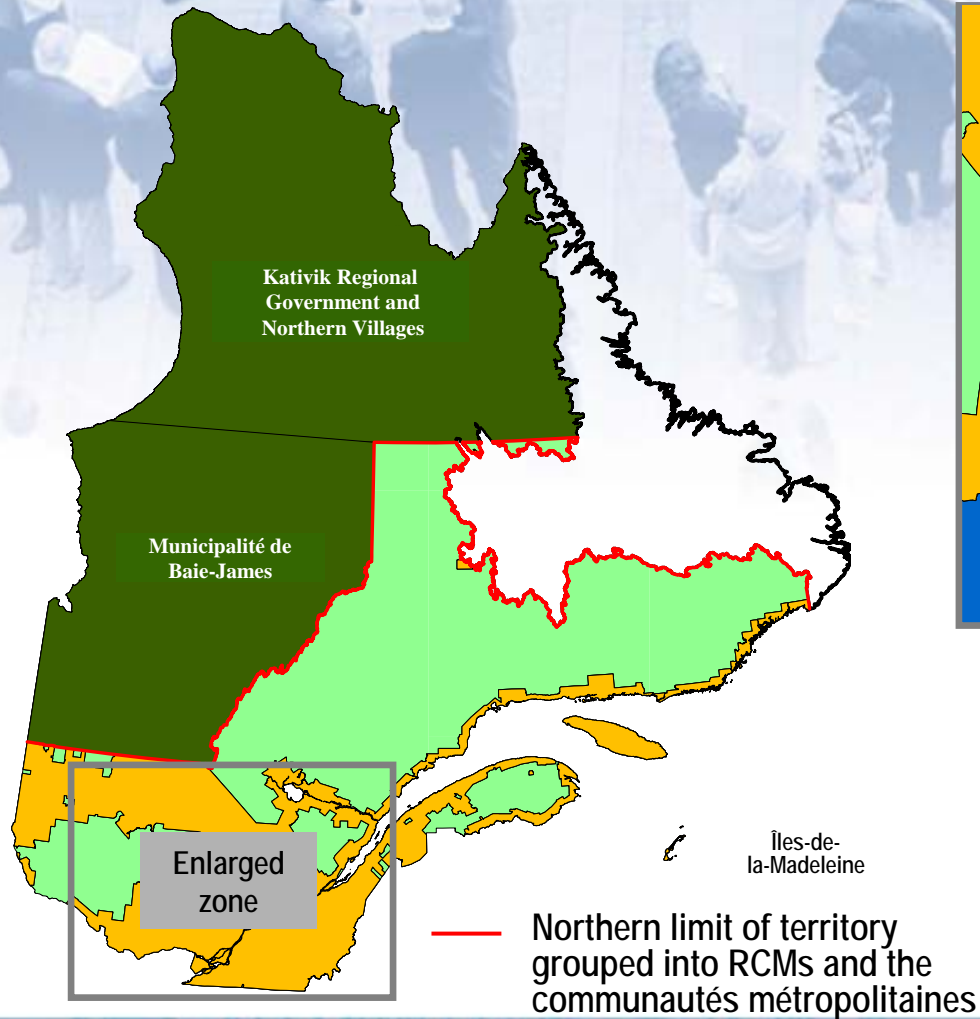 Kativik Regional
Government and
Northern Villages
Municipalité de
Baie-James
Enlarged
zone
Îles-de-
la-Madeleine
Northern limit of territory
grouped into RCMs and the
communautés métropolitaines